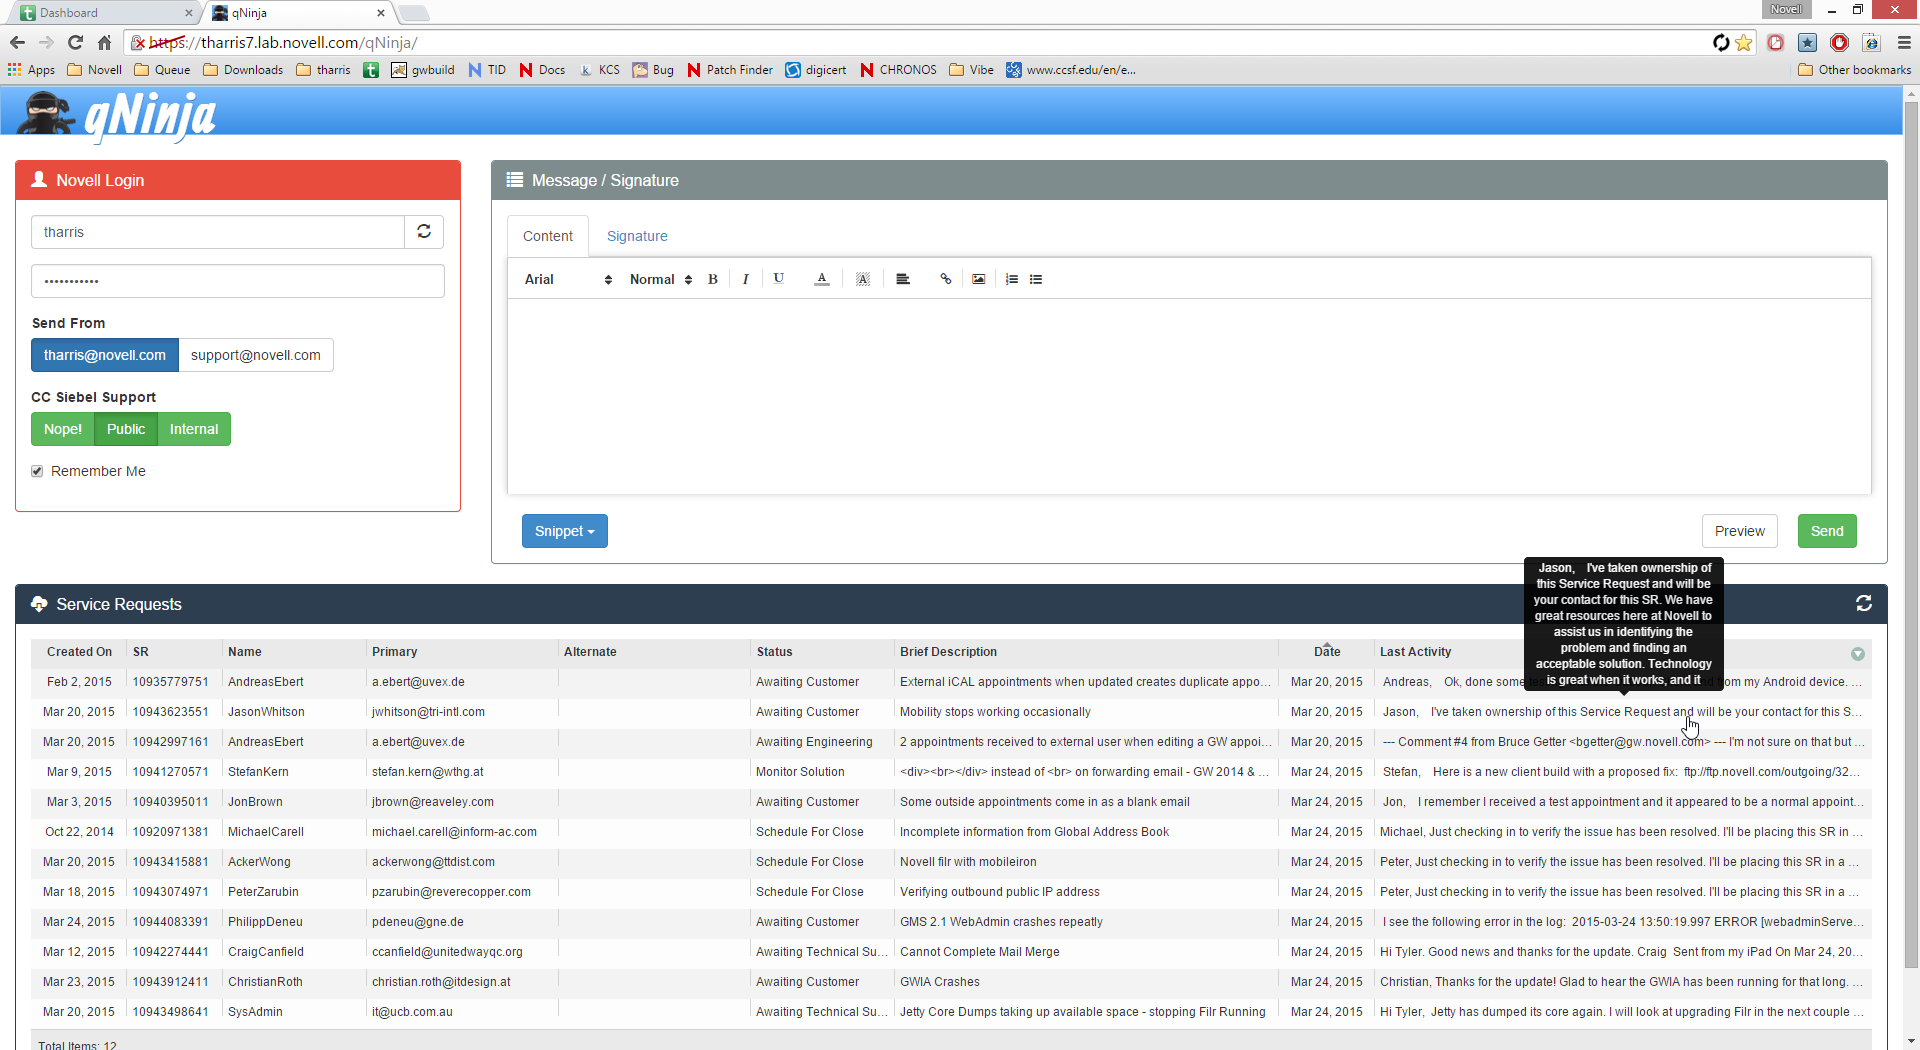 Dashboard
qNinja
Novell
https://tharris7.lab.novell.com/qNinja/
Apps Novell Queue Downloads tharris gwbuild TID Docs KCS Bug Patch Finder digicert CHRONOS Vibe www.ccsf.edu/en/e... Other bookmarks
qNinja
Novell Login
tharris
Send From
tharris@novell.com support@novell.com
CC Siebel Support
Nope! Public Internal
Remember Me
Message / Signature
Content Signature
Arial Normal B I U A A
Snippet
Preview Send
Jason, I've taken ownership of
this Service Request and will be
your contact for this SR. We have
great resources here at Novell to
assist us in identifying the
problem and finding an
acceptable solution. Technology
is great when it works, and it
Service Requests
Created On SR Name Primary Alternate Status Brief Description Date Last Activity
Feb 2, 2015 10935779751 AndreasEbert a.ebert@uvex.de Awaiting Customer External iCAL appointments when updated creates duplicate appo... Mar 20, 2015 Andreas, Ok, done some from my Android device. ...
Mar 20, 2015 10943623551 JasonWhitson jwhitson@tri-intl.com Awaiting Customer Mobility stops working occasionally Mar 20, 2015 Jason, I've taken ownership of this Service Request and will be your contact for this S...
Mar 20, 2015 10942997161 AndreasEbert a.ebert@uvex.de Awaiting Engineering 2 appointments received to external user when editing a GW appoi... Mar 20, 2015 --- Comment #4 from Bruce Getter <bgetter@gw.novell.com> --- I'm not sure on that but ...
Mar 9, 2015 10941270571 StefanKern stefan.kern@wthg.at Monitor Solution <div><br></div> instead of <br> on forwarding email - GW 2014 & ... Mar 24, 2015 Stefan, Here is a new client build with a proposed fix: ftp://ftp.novell.com/outgoing/32...
Mar 3, 2015 10940395011 JonBrown jbrown@reaveley.com Awaiting Customer Some outside appointments come in as a blank email Mar 24, 2015 Jon, I remember I received a test appointment and it appeared to be a normal appoint...
Oct 22, 2014 10920971381 MichaelCarell michael.carell@inform-ac.com Schedule For Close Incomplete information from Global Address Book Mar 24, 2015 Michael, Just checking in to verify the issue has been resolved. I'll be placing this SR in ...
Mar 20, 2015 10943415881 AckerWong ackerwong@ttdist.com Schedule For Close Novell filr with mobileiron Mar 24, 2015 Peter, Just checking in to verify the issue has been resolved. I'll be placing this SR in a ...
Mar 18, 2015 10943074971 PeterZarubin pzarubin@reverecopper.com Schedule For Close Verifying outbound public IP address Mar 24, 2015 Peter, Just checking in to verify the issue has been resolved. I'll be placing this SR in a ...
Mar 24, 2015 10944083391 PhilippDeneu pdeneu@gne.de Awaiting Customer GMS 2.1 WebAdmin crashes repeatly Mar 24, 2015 I see the following error in the log: 2015-03-24 13:50:19.997 ERROR [webadminServe...
Mar 12, 2015 10942274441 CraigCanfield ccanfield@unitedwayqc.org Awaiting Technical Su... Cannot Complete Mail Merge Mar 24, 2015 Hi Tyler. Good news and thanks for the update. Craig Sent from my iPad On Mar 24, 20...
Mar 23, 2015 10943912411 ChristianRoth christian.roth@itdesign.at Awaiting Customer GWIA Crashes Mar 24, 2015 Christian, Thanks for the update! Glad to hear the GWIA has been running for that long. ...
Mar 20, 2015 10943498641 SysAdmin it@ucb.com.au Awaiting Technical Su... Jetty Core Dumps taking up available space - stopping Filr Running Mar 24, 2015 Hi Tyler, Jetty has dumped its core again. I will look at upgrading Filr in the next couple ...
Total Items: 12